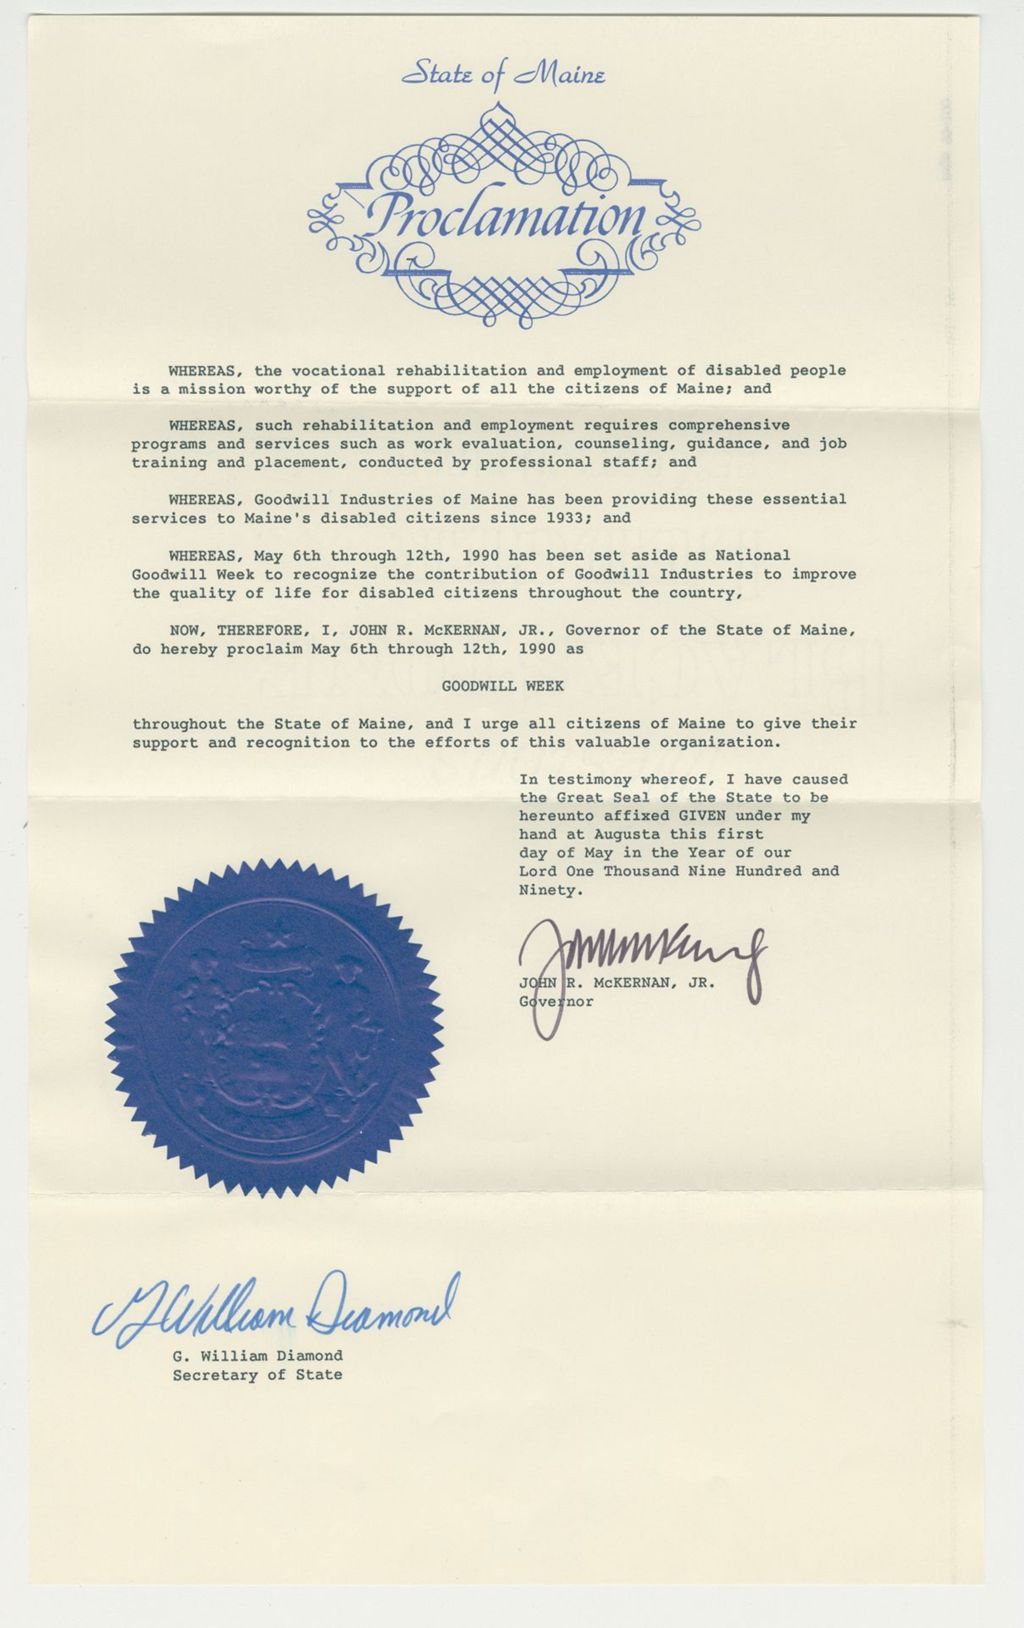 State of Maine
Proclamation
WHEREAS, the vocational rehabilitation and employment of disabled people
is a mission worthy of the support of all the citizens of Maine; and
WHEREAS, such rehabilitation and employment requires comprehensive
programs and services such as work evaluation, counseling, guidance, and job
training and placement, conducted by professional staff; and
WHEREAS, Goodwill Industries of Maine has been providing these essential
services to Maine's disabled citizens since 1933; and
WHEREAS, May 6th through 12th, 1990 has been set aside as National
Goodwill Week to recognize the contribution of Goodwill Industries to improve
the quality of life for disabled citizens throughout the country,
NOW, THEREFORE, I, JOHN R. McKERNAN, JR., Governor of the State of Maine,
do hereby proclaim May 6th through 12th, 1990 as
GOODWILL WEEK
throughout the State of Maine, and I urge all citizens of Maine to give their
support and recognition to the efforts of this valuable organization.
In testimony whereof, I have caused
the Great Seal of the State to be
hereunto affixed GIVEN under my
hand at Augusta this first
day of May in the Year of our
Lord One Thousand Nine Hundred and
Ninety.
JOHN R. McKERNAN, JR.
Governor
G William Diamond
G. William Diamond
Secretary of State